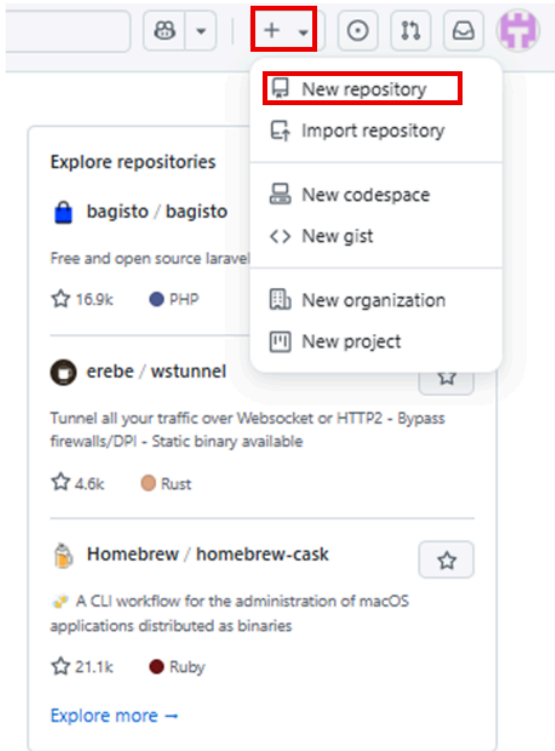 New repository
Import repository
New codespace
New gist
New organization
New project
Explore repositories
bagisto / bagisto
Free and open source laravel
16.9k PHP
erebe / wstunnel
Tunnel all your traffic over Websocket or HTTP2 - Bypass
firewalls/DPI - Static binary available
4.6k Rust
Homebrew / homebrew-cask
A CLI workflow for the administration of macOS
applications distributed as binaries
21.1k Ruby
Explore more →